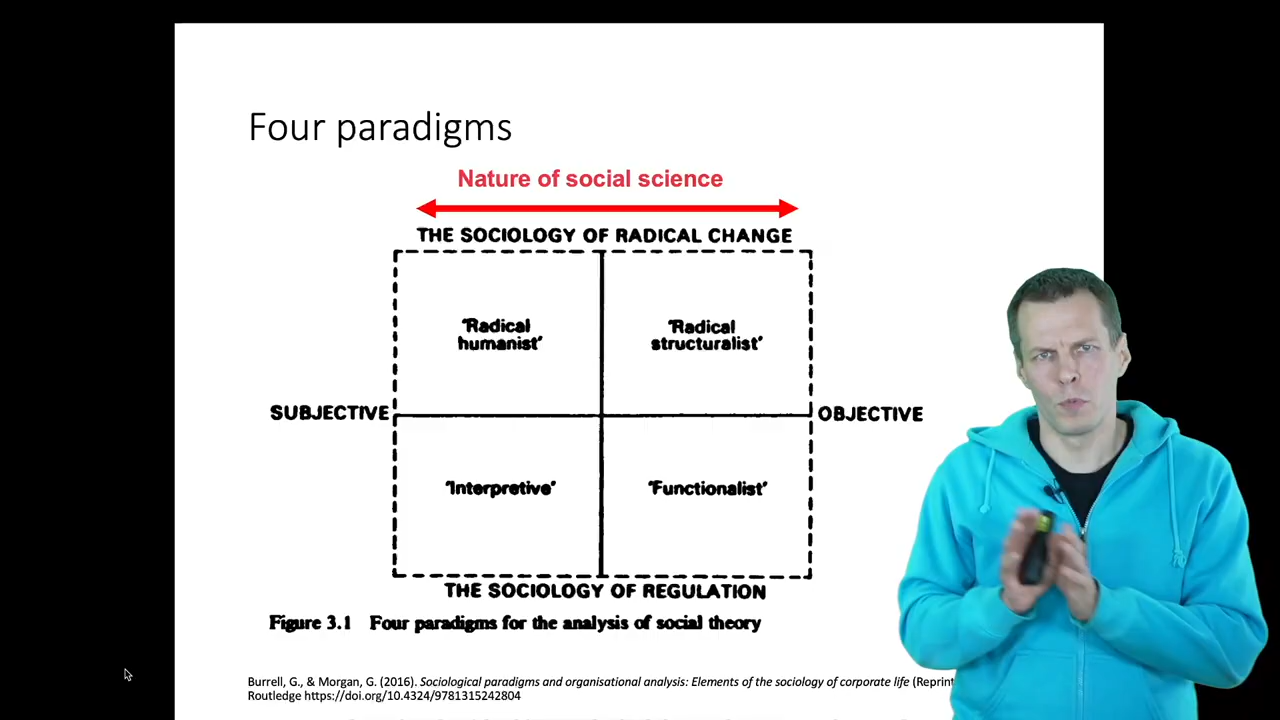 Four paradigms
Nature of social science
THE SOCIOLOGY OF RADICAL CHANGE
'Radical humanist'
'Radical structuralist'
SUBJECTIVE
OBJECTIVE
'Interpretive'
'Functionalist'
THE SOCIOLOGY OF REGULATION
Figure 3.1 Four paradigms for the analysis of social theory
Burrell, G., & Morgan, G. (2016). Sociological paradigms and organisational analysis: Elements of the sociology of corporate life (Reprint
Routledge https://doi.org/10.4324/9781315242804